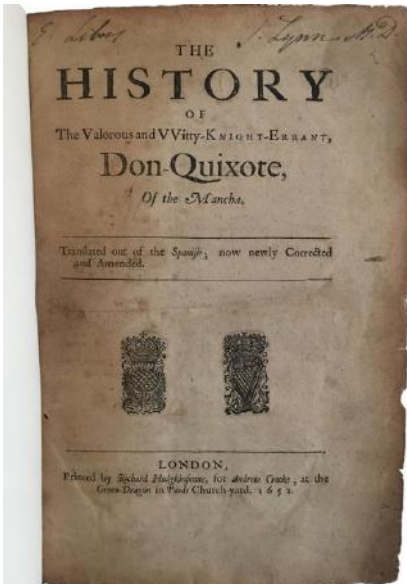 Libris J. Lynn M.D.
THE
HISTORY
OF
The Valorous and VVitty-KNIGHT-ERRANT,
Don-Quixote,
Of the Mancha.
Translated out of the Spanish; now newly Corrected
and Amended.
LONDON,
Printed by Richard Hodgkinsonne, for Andrew Crooke, at the
Green-Dragon in Pauls Church-yard. 1652.